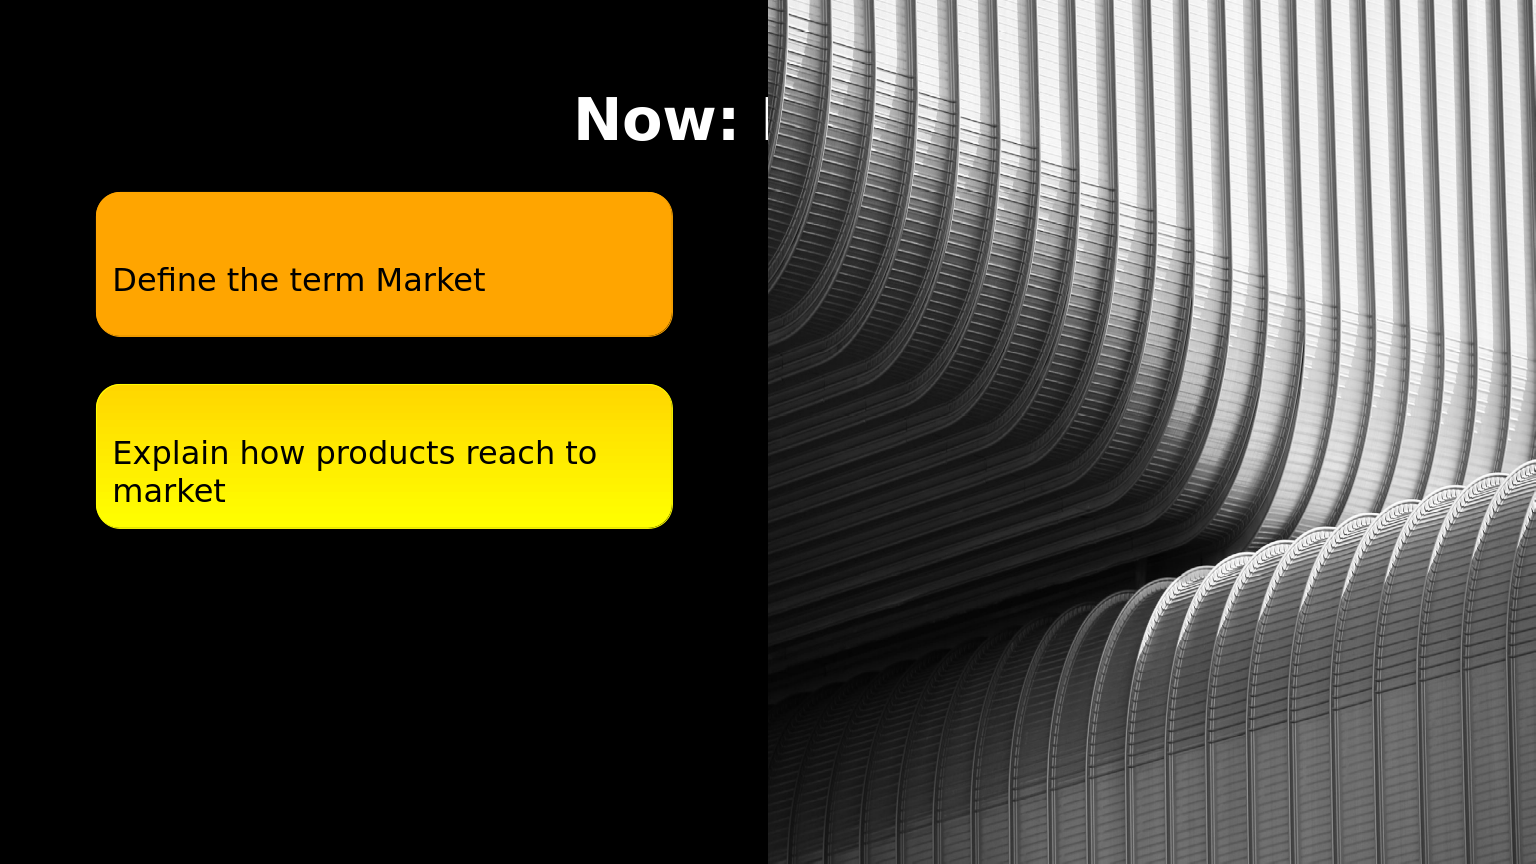 Now:
Define the term Market
Explain how products reach to
market